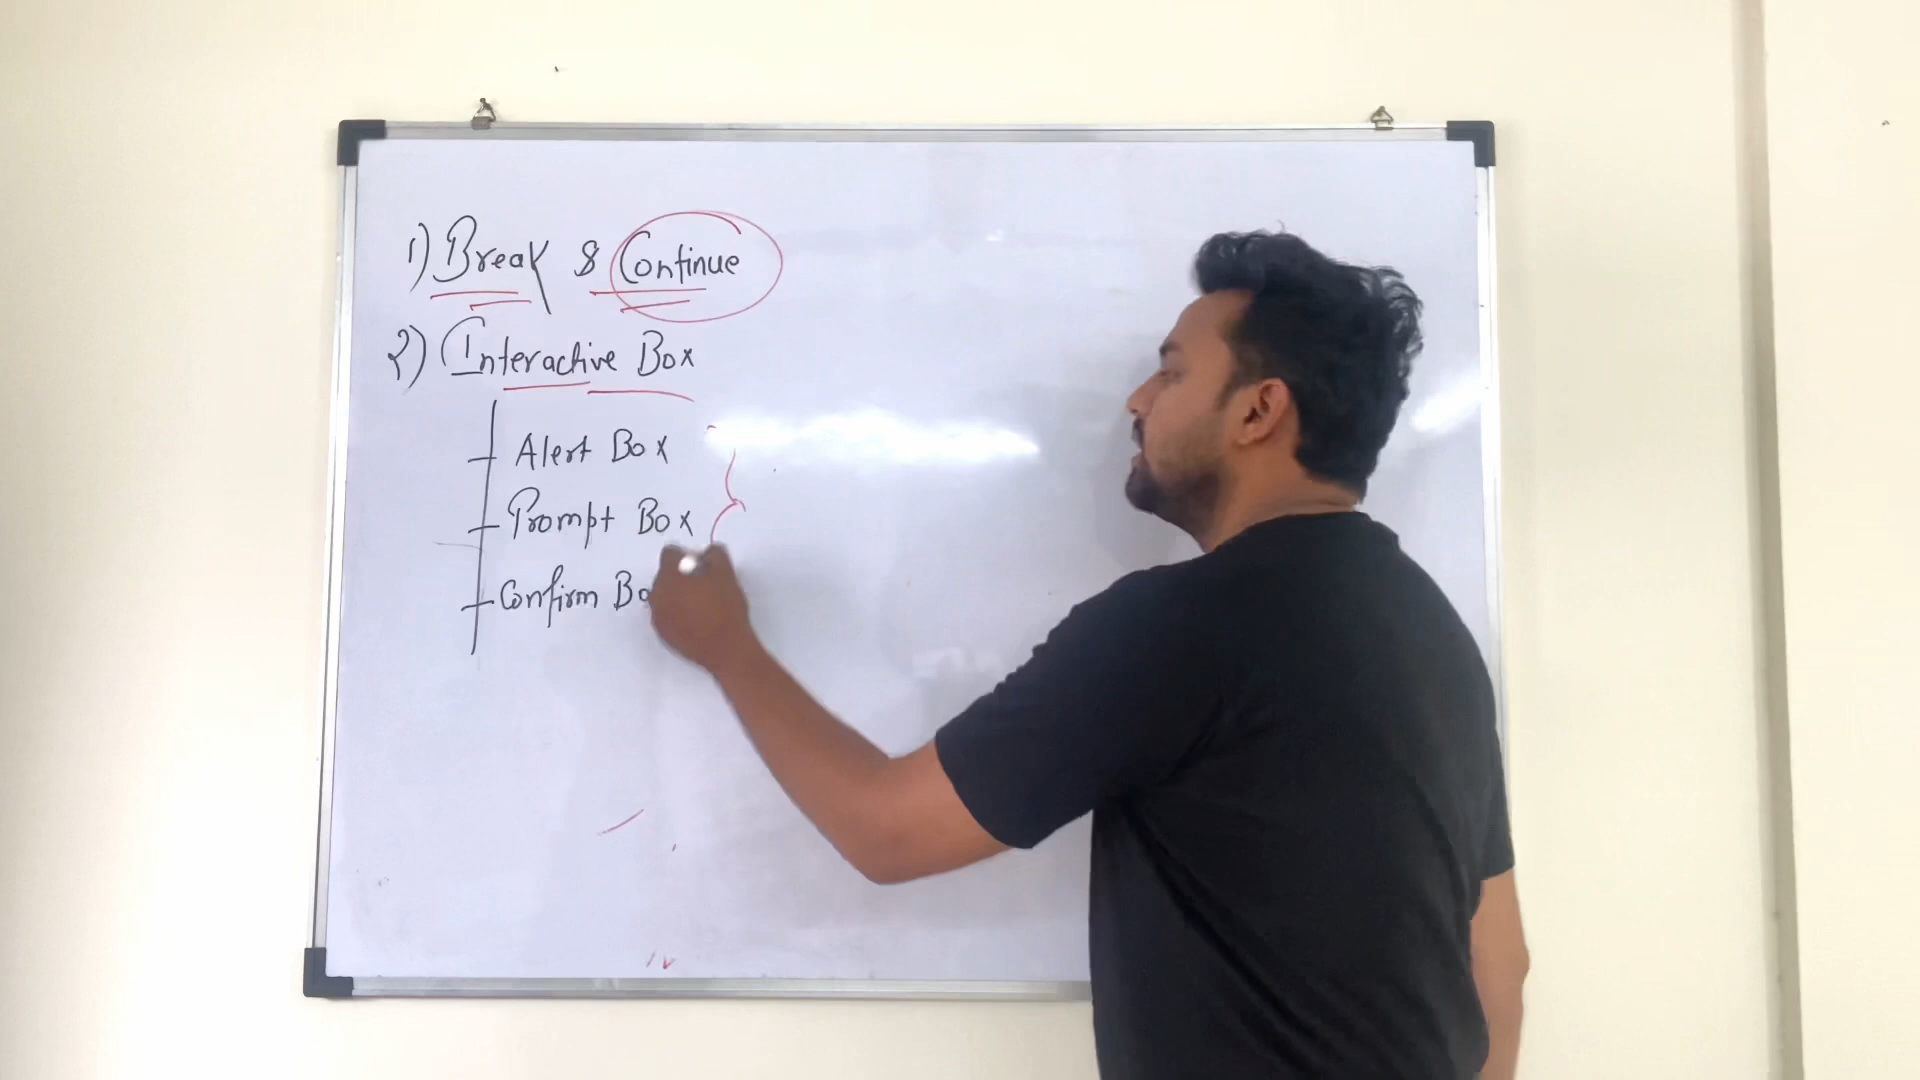 1) Break & Continue
2) Interactive Box
Alert Box
Prompt Box
Confirm Bo